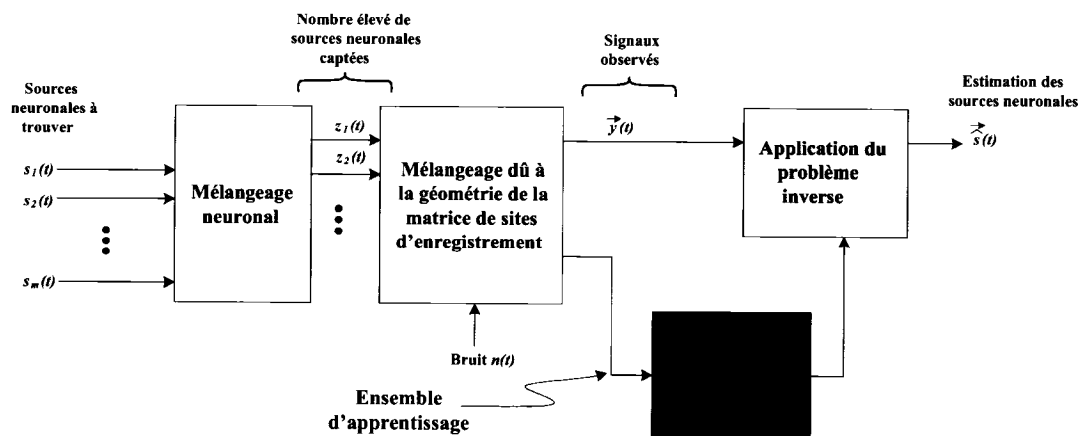 Nombre élevé de
sources neuronales
captées
Signaux
observés
Sources
neuronales à
trouver
Estimation des
sources neuronales
s1(t)
s2(t)
sm(t)
Mélangeage
neuronal
z1(t)
z2(t)
Mélangeage dû à
la géométrie de la
matrice de sites
d'enregistrement
y(t)
Application du
problème
inverse
ŝ(t)
Bruit n(t)
Ensemble
d'apprentissage